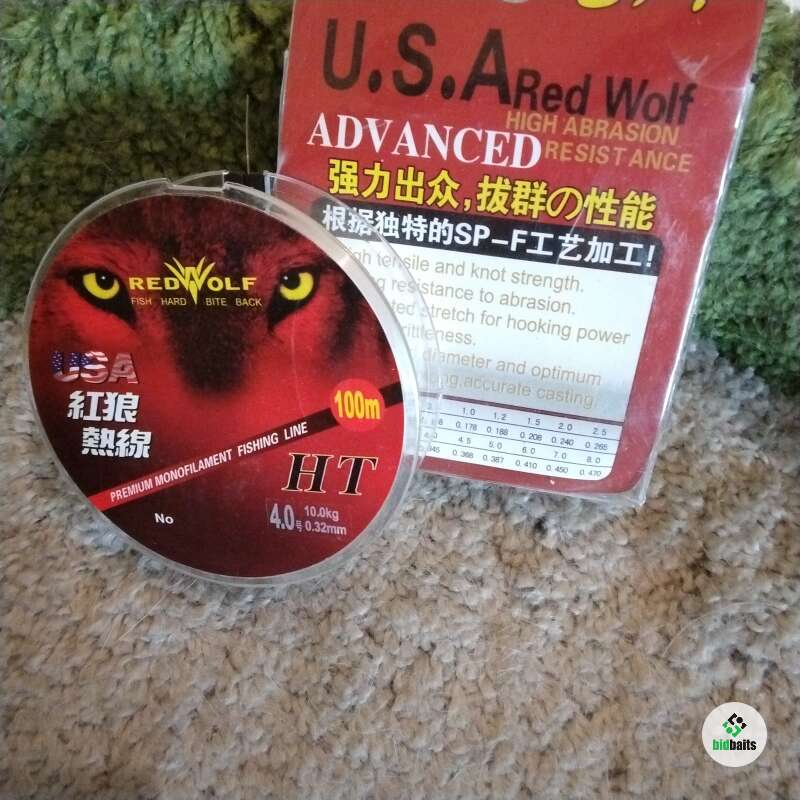 U.S.A Red Wolf
HIGH ABRASION
ADVANCED RESISTANCE
强力出众,拔群の性能
根据独特的SP-F工艺加工!
tensile and knot strength.
resistance to abrasion.
stretch for hooking power
diameter and optimum
accurate casting.
1.0 1.2 1.5 2.0 2.5
0.178 0.188 0.208 0.240 0.265
4.5 5.0 6.0 7.0 8.0
0.368 0.387 0.410 0.450 0.470
RED WOLF
FISH HARD BITE BACK
USA
紅狼
熱線
100m
PREMIUM MONOFILAMENT FISHING LINE
HT
No
4.0号 10.0kg
0.32mm
bidbaits